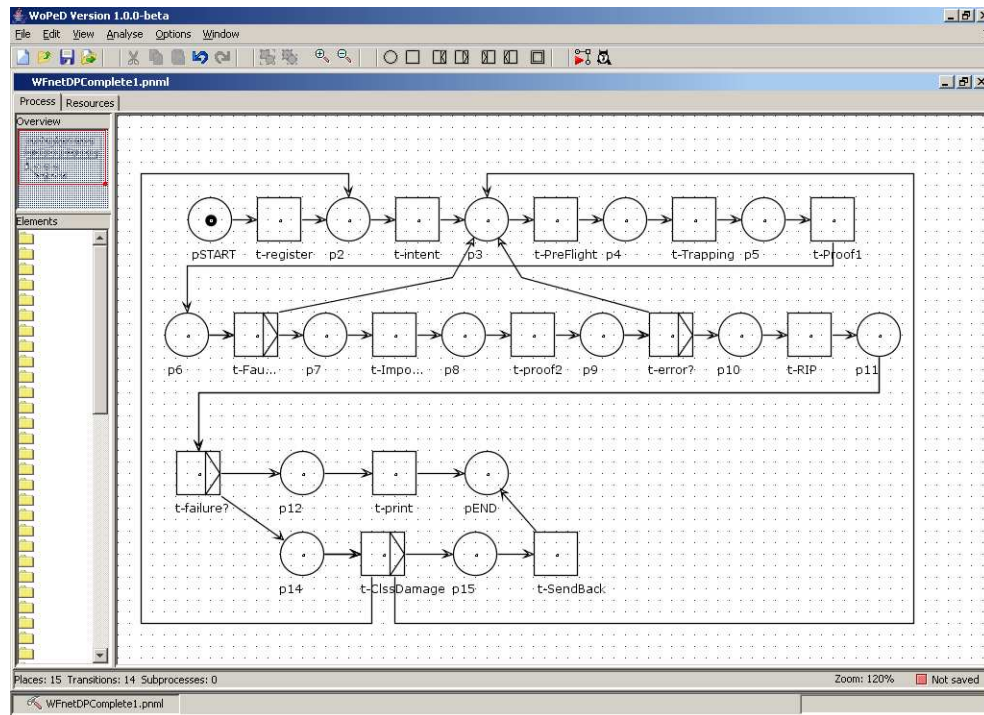 WoPeD Version 1.0.0-beta
File Edit View Analyse Options Window
WFnetDPComplete1.pnml
Process Resources
Overview
Elements
pSTART t-register p2 t-intent p3 t-PreFlight p4 t-Trapping p5 t-Proof1
p6 t-Fau... p7 t-Impo... p8 t-proof2 p9 t-error? p10 t-RIP p11
t-failure? p12 t-print pEND
p14 t-ClssDamage p15 t-SendBack
Places: 15 Transitions: 14 Subprocesses: 0 Zoom: 120% Not saved
WFnetDPComplete1.pnml